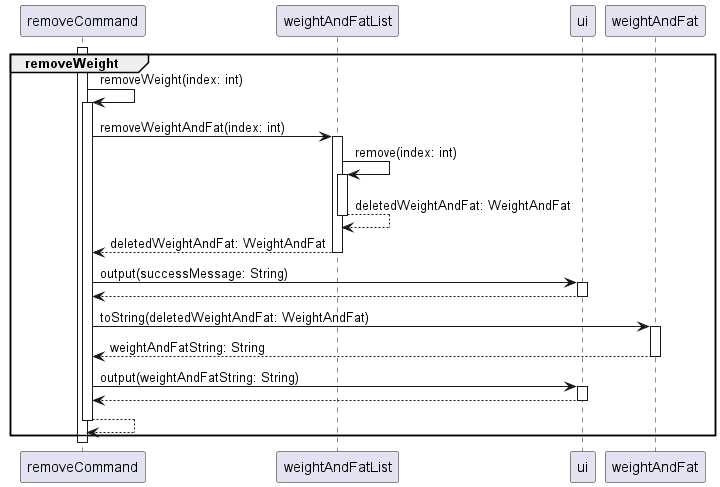 removeCommand weightAndFatList ui weightAndFat
removeWeight
removeWeight(index: int)
removeWeightAndFat(index: int)
remove(index: int)
deletedWeightAndFat: WeightAndFat
deletedWeightAndFat: WeightAndFat
output(successMessage: String)
toString(deletedWeightAndFat: WeightAndFat)
weightAndFatString: String
output(weightAndFatString: String)
removeCommand weightAndFatList ui weightAndFat